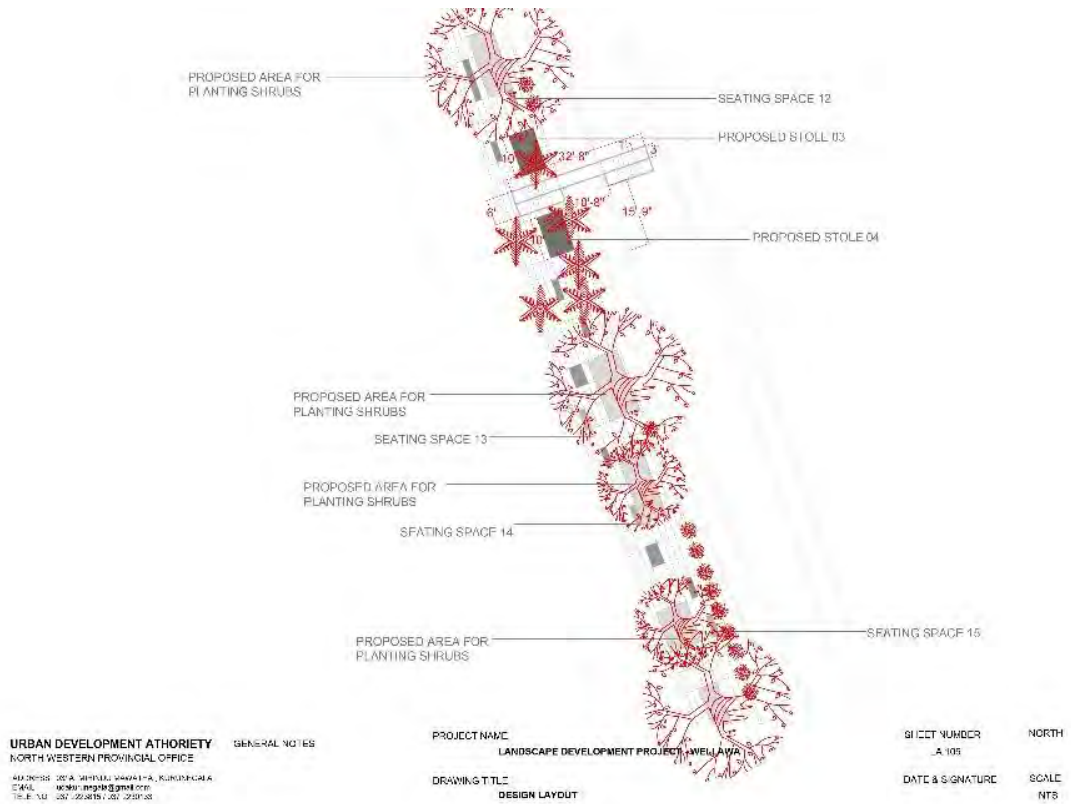 PROPOSED AREA FOR
PLANTING SHRUBS
SEATING SPACE 12
PROPOSED STOLL 03
10'
32'-8"
3'
6'
10'-8"
15'-9"
10'
PROPOSED STOLE 04
PROPOSED AREA FOR
PLANTING SHRUBS
SEATING SPACE 13
PROPOSED AREA FOR
PLANTING SHRUBS
SEATING SPACE 14
SEATING SPACE 15
PROPOSED AREA FOR
PLANTING SHRUBS
URBAN DEVELOPMENT ATHORIETY
NORTH WESTERN PROVINCIAL OFFICE
ADDRESS
EMAIL
GENERAL NOTES
PROJECT NAME
LANDSCAPE DEVELOPMENT PROJECT - WELLAWA
DRAWING TITLE
DESIGN LAYOUT
SHEET NUMBER
DATE & SIGNATURE
NORTH
SCALE
NTS